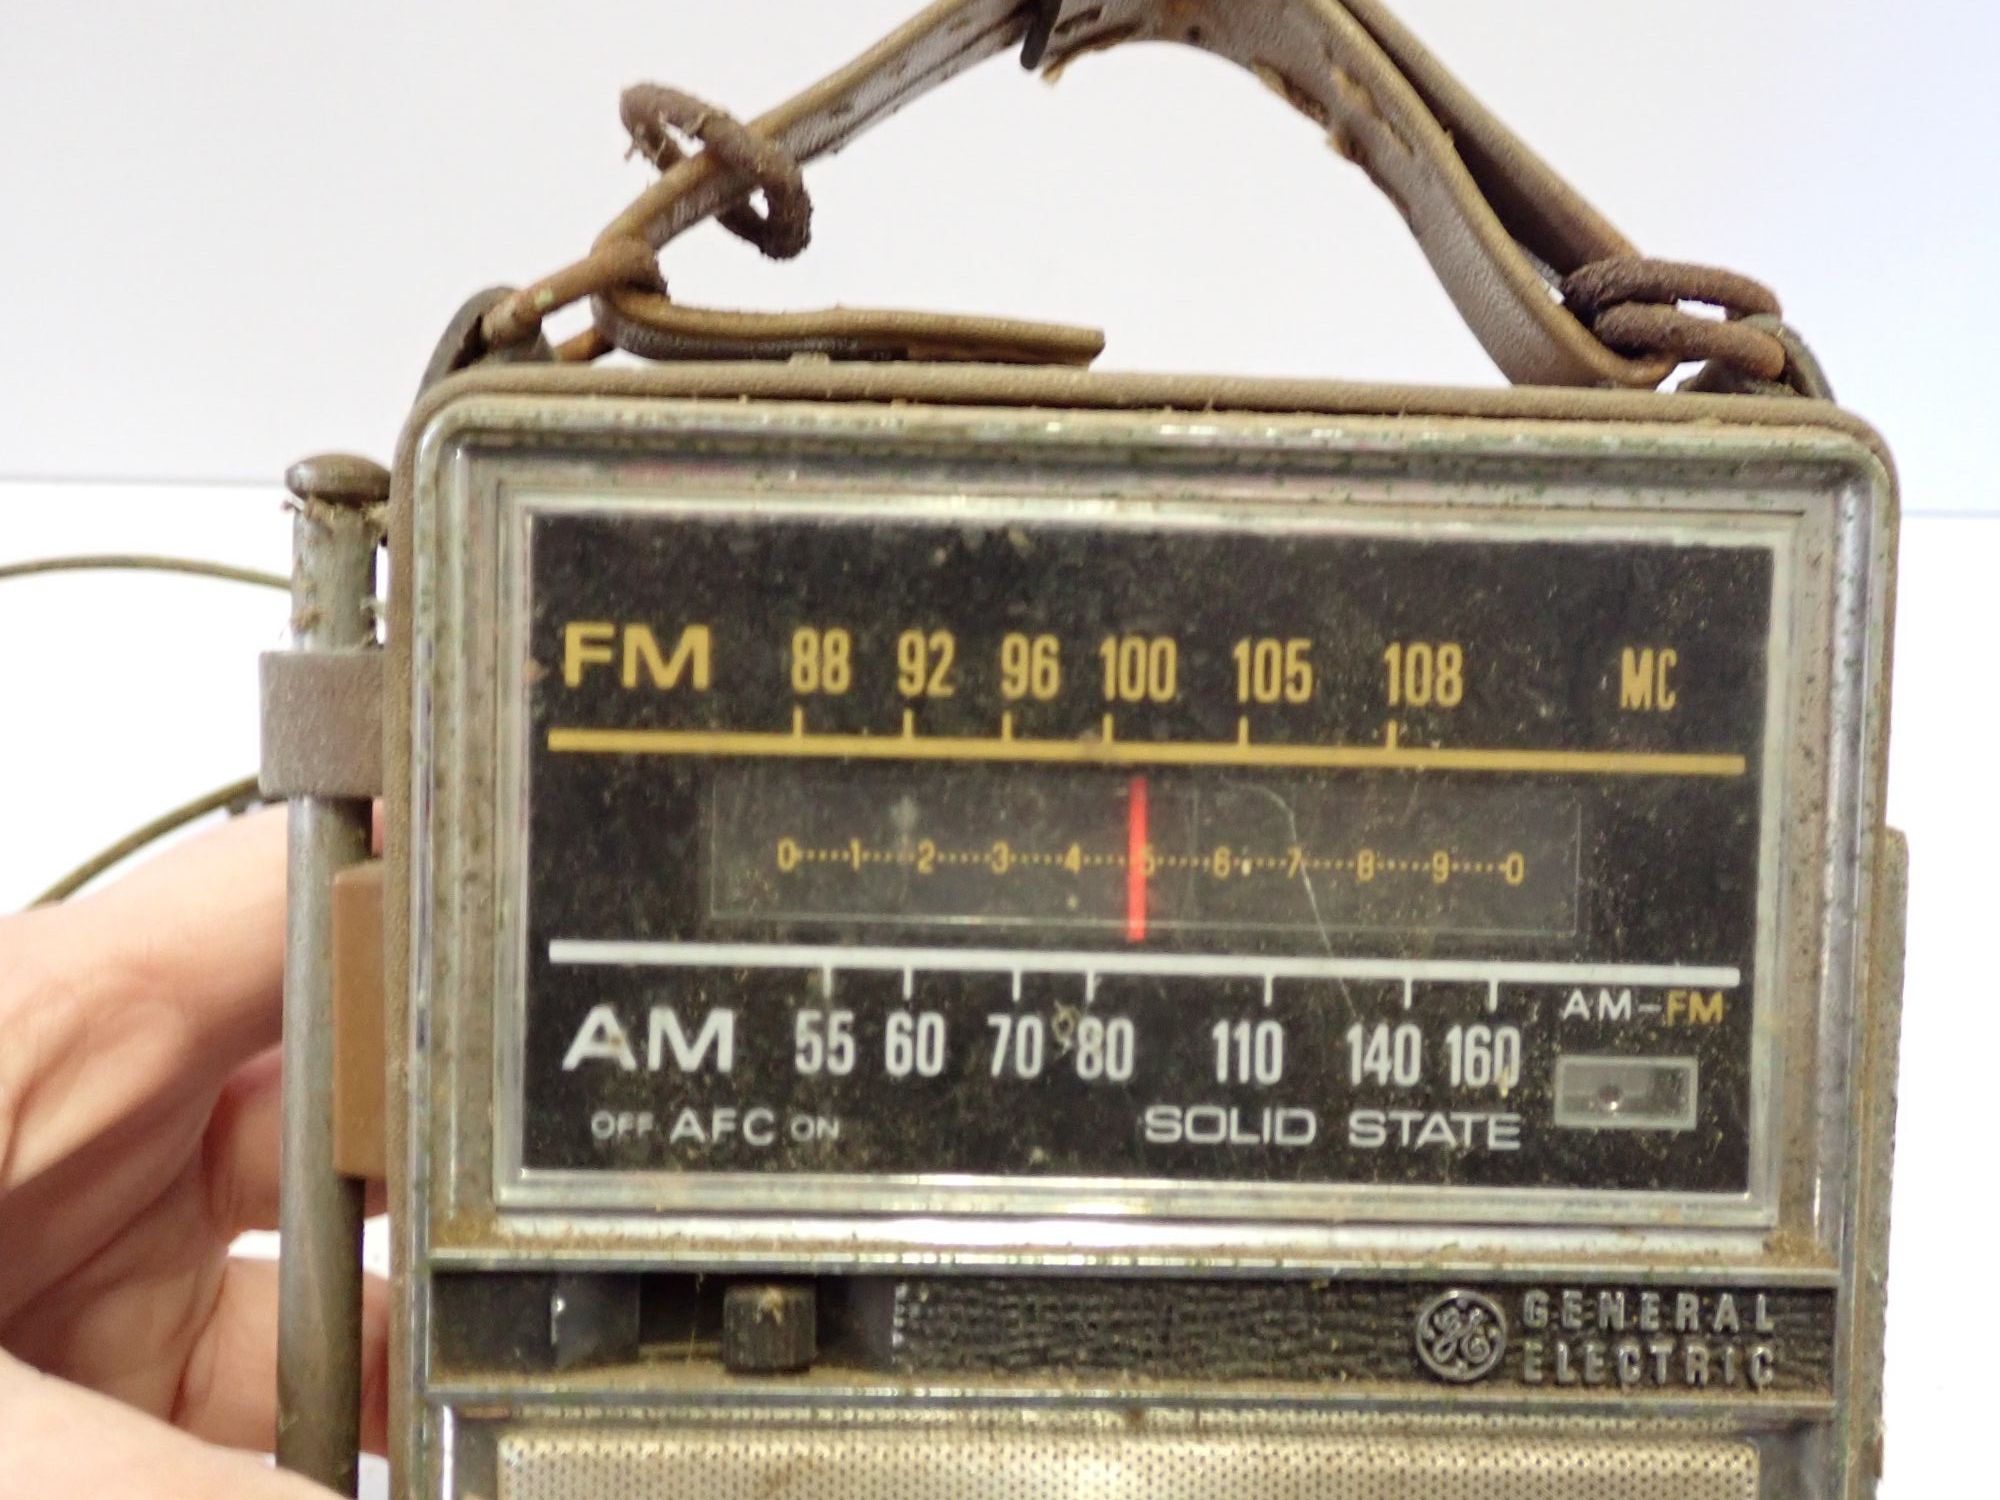 FM 88 92 96 100 105 108 MC
0 1 2 3 4 5 6 7 8 9 0
AM 55 60 70 80 110 140 160
AM-FM
OFF AFC ON SOLID STATE
GE GENERAL
ELECTRIC